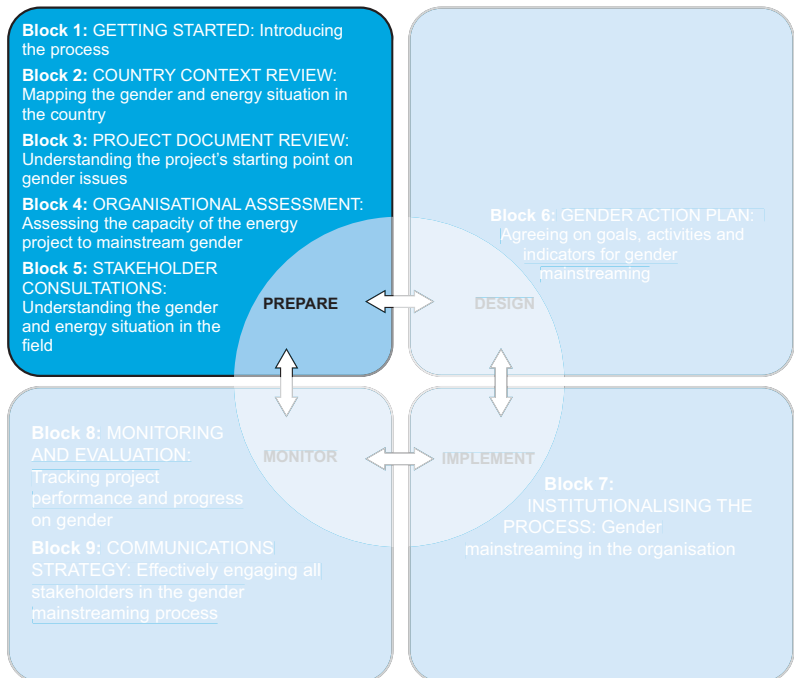 Block 1: GETTING STARTED: Introducing
the process
Block 2: COUNTRY CONTEXT REVIEW:
Mapping the gender and energy situation in
the country
Block 3: PROJECT DOCUMENT REVIEW:
Understanding the project's starting point on
gender issues
Block 4: ORGANISATIONAL ASSESSMENT:
Assessing the capacity of the energy
project to mainstream gender
Block 5: STAKEHOLDER
CONSULTATIONS:
Understanding the gender
and energy situation in the
field
PREPARE
Block 6: GENDER ACTION PLAN:
Agreeing on goals, activities and
indicators for gender
mainstreaming
DESIGN
Block 8: MONITORING
AND EVALUATION:
Tracking project
performance and progress
on gender
Block 9: COMMUNICATIONS
STRATEGY: Effectively engaging all
stakeholders in the gender
mainstreaming process
MONITOR
IMPLEMENT
Block 7:
INSTITUTIONALISING THE
PROCESS: Gender
mainstreaming in the organisation